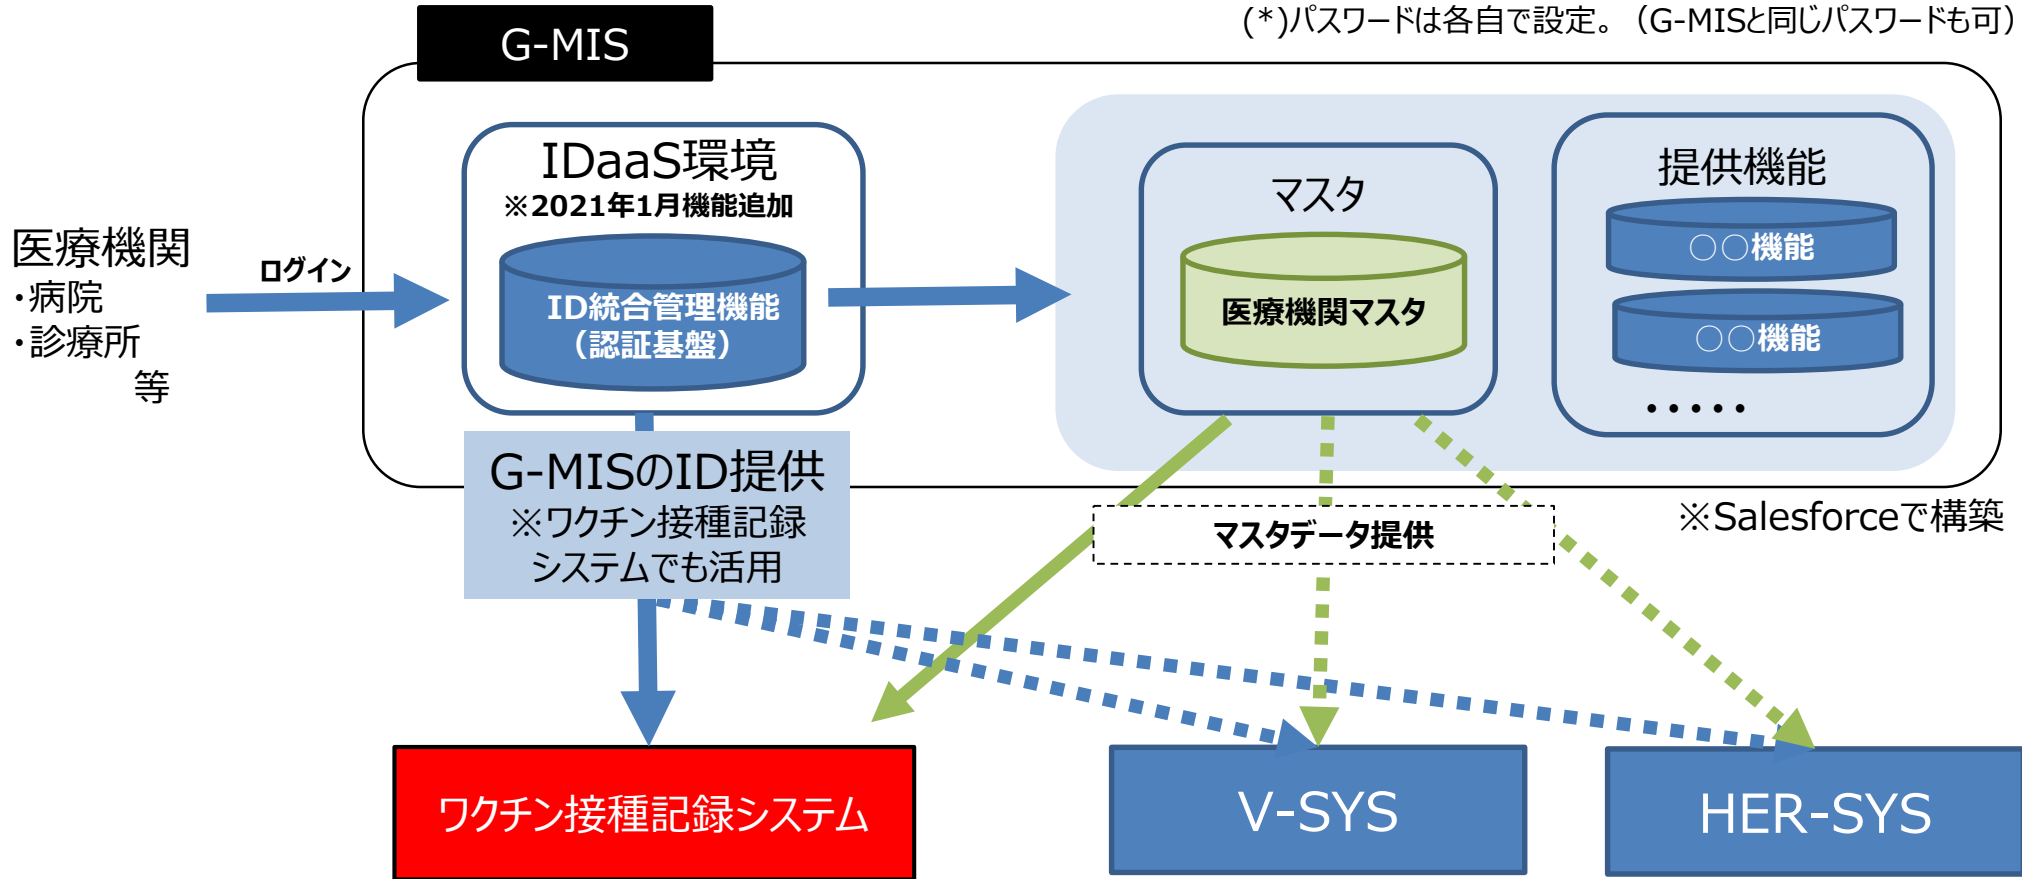 (*)パスワードは各自で設定。（G-MISと同じパスワードも可）
G-MIS
IDaaS環境
※2021年1月機能追加
ID統合管理機能
（認証基盤）
医療機関
・病院
・診療所
等
ログイン
マスタ
医療機関マスタ
提供機能
○○機能
○○機能
・・・・・
G-MISのID提供
※ワクチン接種記録
システムでも活用
マスタデータ提供
※Salesforceで構築
ワクチン接種記録システム
V-SYS
HER-SYS